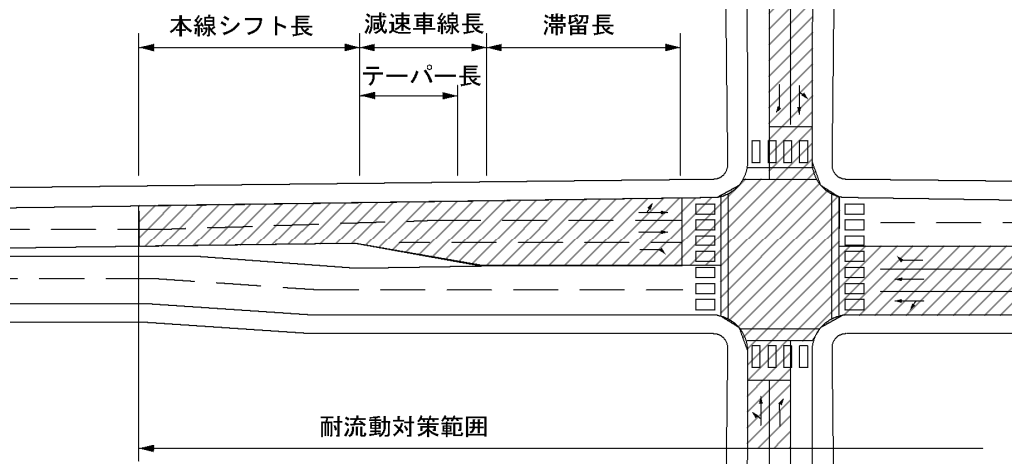 本線シフト長
減速車線長
滞留長
テーパー長
耐流動対策範囲